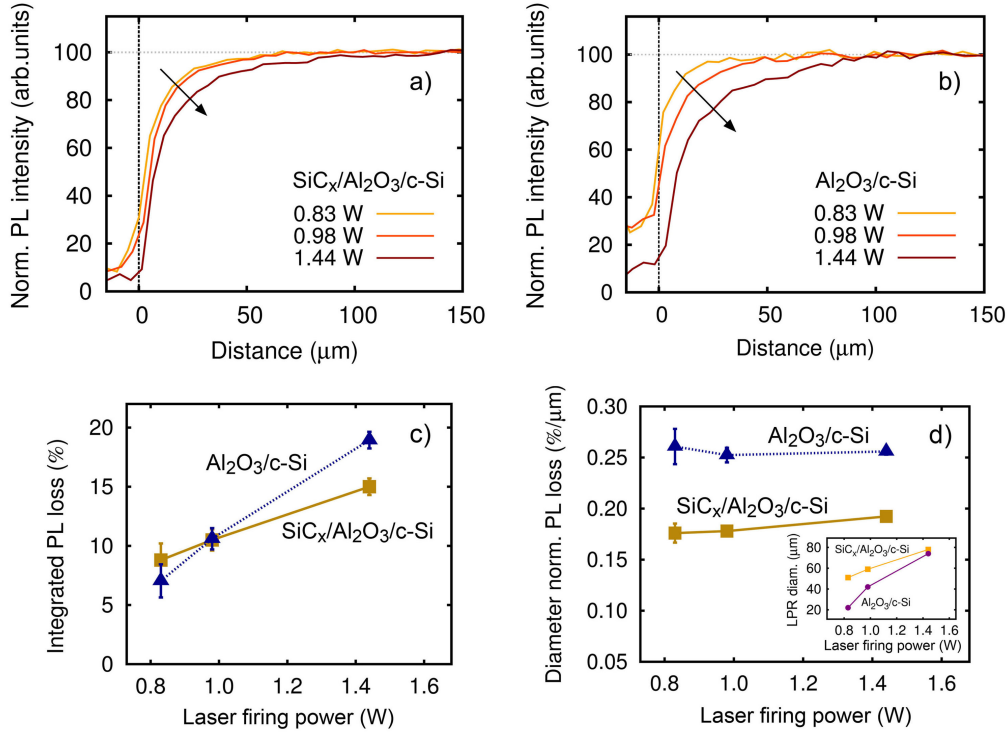 a)
Norm. PL intensity (arb.units)
120
100
80
60
40
20
0
SiCₓ/Al₂O₃/c-Si
0.83 W
0.98 W
1.44 W
0
50
100
150
Distance (μm)
b)
Norm. PL intensity (arb.units)
120
100
80
60
40
20
0
Al₂O₃/c-Si
0.83 W
0.98 W
1.44 W
0
50
100
150
Distance (μm)
c)
Integrated PL loss (%)
20
15
10
5
0
Al₂O₃/c-Si
SiCₓ/Al₂O₃/c-Si
0.8
1.0
1.2
1.4
1.6
Laser firing power (W)
d)
Diameter norm. PL loss (%/μm)
0.30
0.25
0.20
0.15
0.10
0.05
Al₂O₃/c-Si
SiCₓ/Al₂O₃/c-Si
LPR diam. (μm)
80
60
40
20
SiCₓ/Al₂O₃/c-Si
Al₂O₃/c-Si
0.8
1.0
1.2
1.4
1.6
Laser firing power (W)
0.8
1.0
1.2
1.4
1.6
Laser firing power (W)